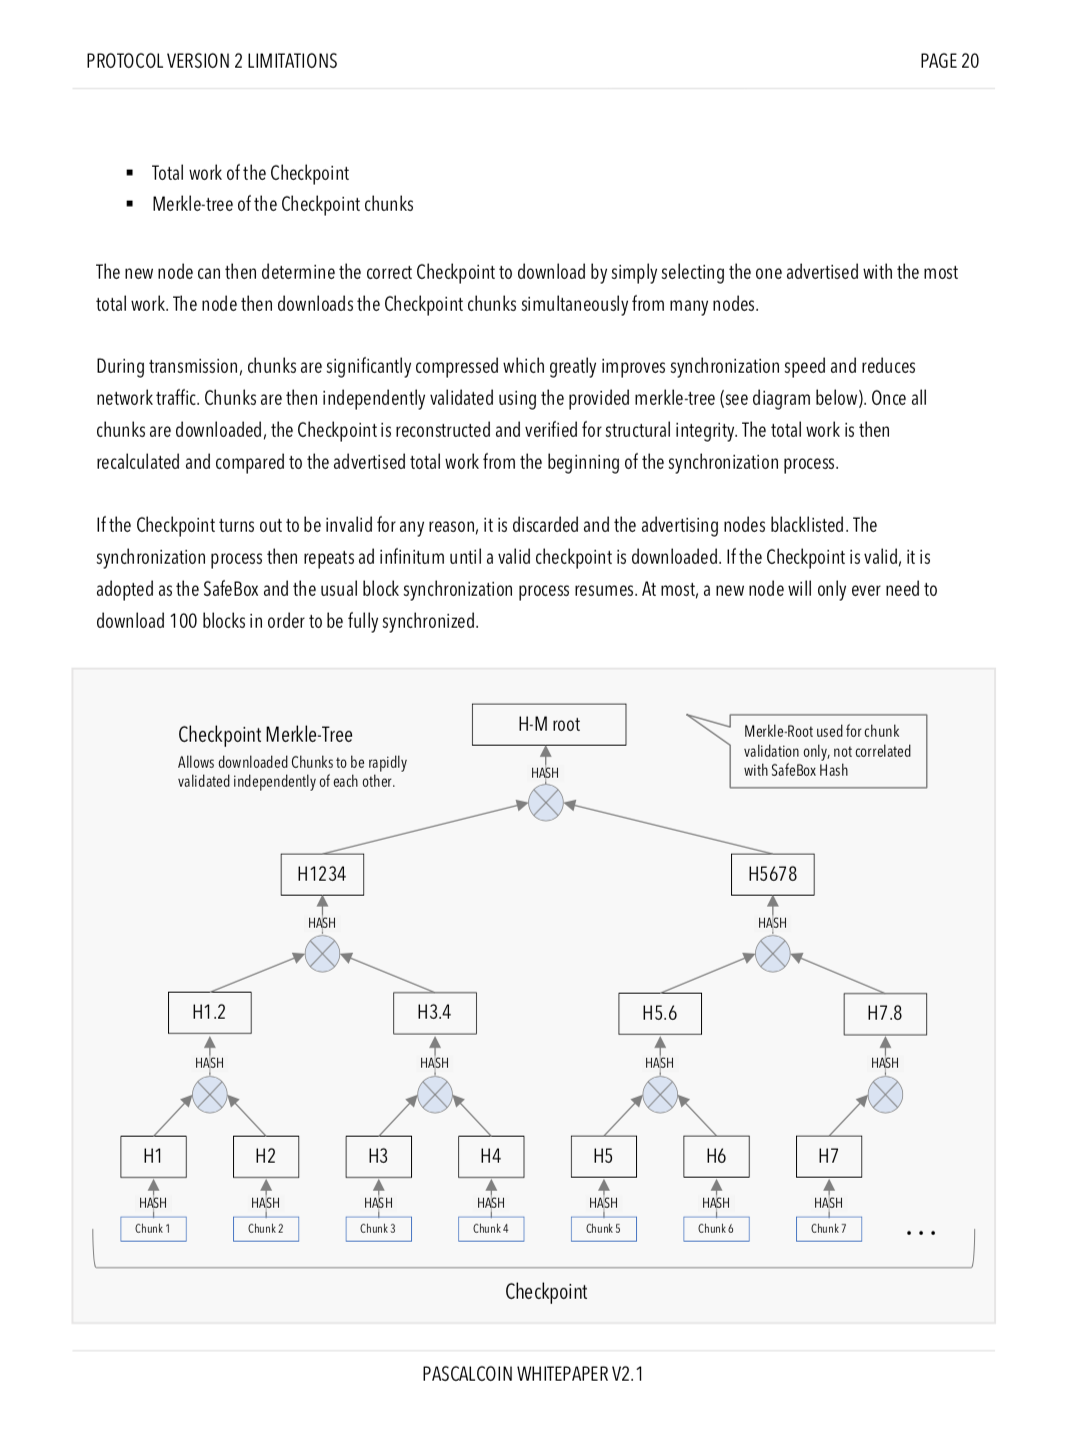 PROTOCOL VERSION 2 LIMITATIONS PAGE 20
▪ Total work of the Checkpoint
▪ Merkle-tree of the Checkpoint chunks
The new node can then determine the correct Checkpoint to download by simply selecting the one advertised with the most
total work. The node then downloads the Checkpoint chunks simultaneously from many nodes.
During transmission, chunks are significantly compressed which greatly improves synchronization speed and reduces
network traffic. Chunks are then independently validated using the provided merkle-tree (see diagram below). Once all
chunks are downloaded, the Checkpoint is reconstructed and verified for structural integrity. The total work is then
recalculated and compared to the advertised total work from the beginning of the synchronization process.
If the Checkpoint turns out to be invalid for any reason, it is discarded and the advertising nodes blacklisted. The
synchronization process then repeats ad infinitum until a valid checkpoint is downloaded. If the Checkpoint is valid, it is
adopted as the SafeBox and the usual block synchronization process resumes. At most, a new node will only ever need to
download 100 blocks in order to be fully synchronized.
Checkpoint Merkle-Tree
Allows downloaded Chunks to be rapidly
validated independently of each other.
H-M root
Merkle-Root used for chunk
validation only, not correlated
with SafeBox Hash
HASH
H1234 H5678
HASH HASH
H1.2 H3.4 H5.6 H7.8
HASH HASH HASH HASH
H1 H2 H3 H4 H5 H6 H7
HASH HASH HASH HASH HASH HASH HASH
Chunk 1 Chunk 2 Chunk 3 Chunk 4 Chunk 5 Chunk 6 Chunk 7 ...
Checkpoint
PASCALCOIN WHITEPAPER V2.1